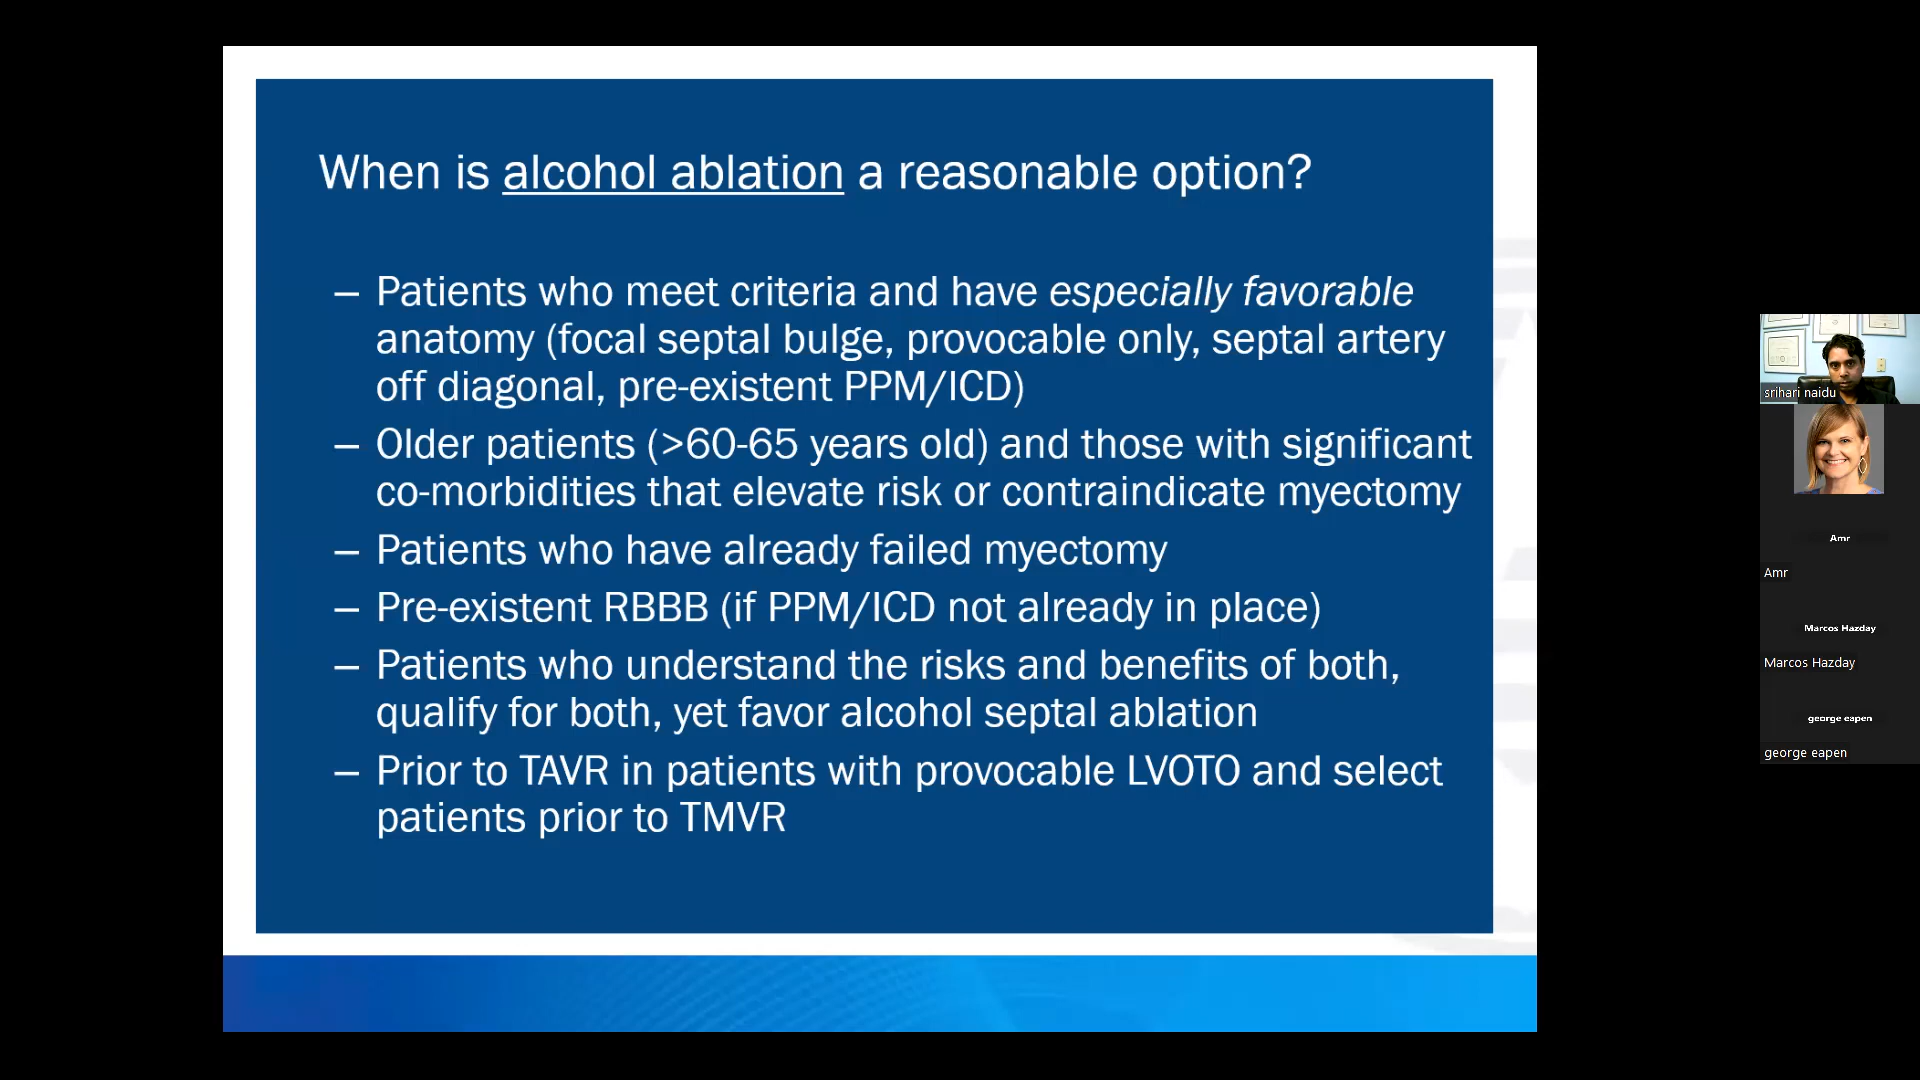 When is alcohol ablation a reasonable option?
– Patients who meet criteria and have especially favorable
anatomy (focal septal bulge, provocable only, septal artery
off diagonal, pre-existent PPM/ICD)
– Older patients (>60-65 years old) and those with significant
co-morbidities that elevate risk or contraindicate myectomy
– Patients who have already failed myectomy
– Pre-existent RBBB (if PPM/ICD not already in place)
– Patients who understand the risks and benefits of both,
qualify for both, yet favor alcohol septal ablation
– Prior to TAVR in patients with provocable LVOTO and select
patients prior to TMVR
srihari naidu
Amr
Amr
Marcos Hazday
Marcos Hazday
george eapen
george eapen